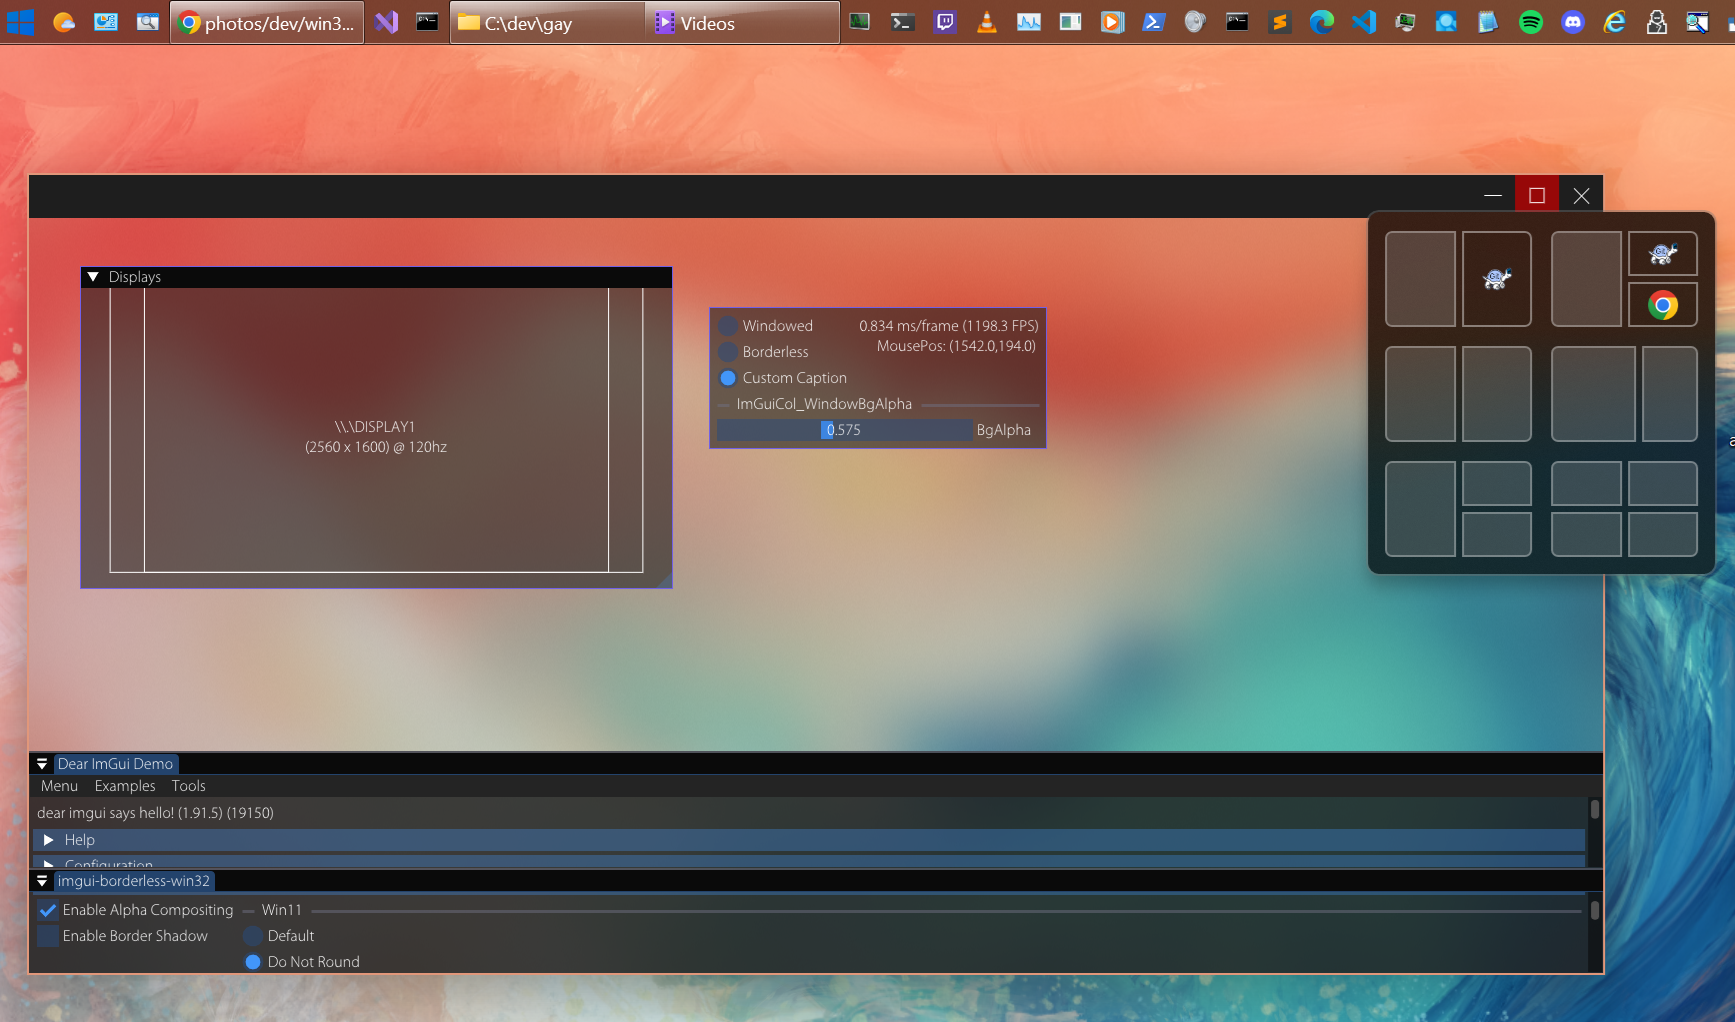 photos/dev/win3...
C:\dev\gay
Videos
Displays
\\.\DISPLAY1
(2560 x 1600) @ 120hz
Windowed
0.834 ms/frame (1198.3 FPS)
MousePos: (1542.0,194.0)
Borderless
Custom Caption
ImGuiCol_WindowBgAlpha
0.575
BgAlpha
Dear ImGui Demo
Menu Examples Tools
dear imgui says hello! (1.91.5) (19150)
Help
Configuration
imgui-borderless-win32
Enable Alpha Compositing
Win11
Enable Border Shadow
Default
Do Not Round